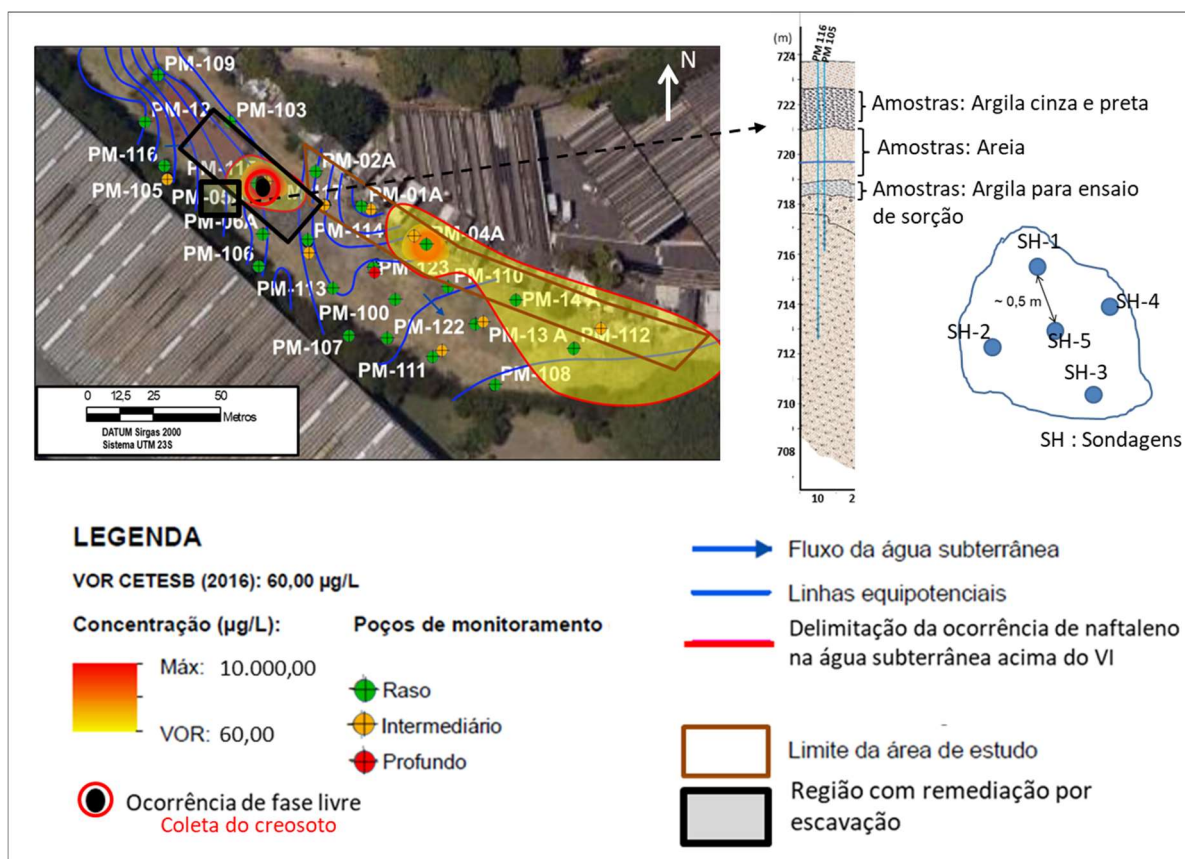 PM-109
PM-12
PM-103
PM-116
PM-105
PM-02A
PM-01A
PM-05
PM-06A
PM-106
PM-114
PM-04A
PM-123
PM-110
PM-113
PM-100
PM-14 A
PM-122
PM-13 A
PM-112
PM-107
PM-111
PM-108
N
0 12,5 25 50
Metros
DATUM Sirgas 2000
Sistema UTM 23S
(m)
PM 116
PM 105
724
722
720
718
716
714
712
710
708
10 2
Amostras: Argila cinza e preta
Amostras: Areia
Amostras: Argila para ensaio
de sorção
SH-1
~ 0,5 m
SH-4
SH-2
SH-5
SH-3
SH : Sondagens
LEGENDA
VOR CETESB (2016): 60,00 µg/L
Concentração (µg/L):
Máx: 10.000,00
VOR: 60,00
Poços de monitoramento
Raso
Intermediário
Profundo
Ocorrência de fase livre
Coleta do creosoto
Fluxo da água subterrânea
Linhas equipotenciais
Delimitação da ocorrência de naftaleno
na água subterrânea acima do VI
Limite da área de estudo
Região com remediação por
escavação